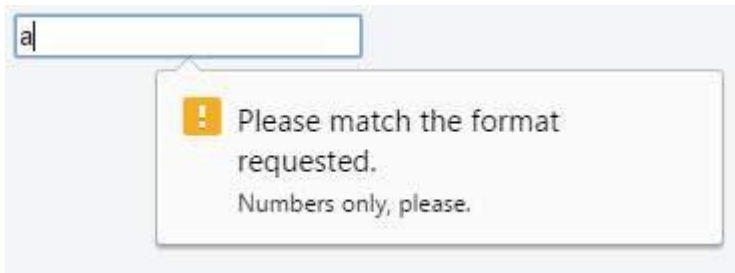 a
Please match the format
requested.
Numbers only, please.